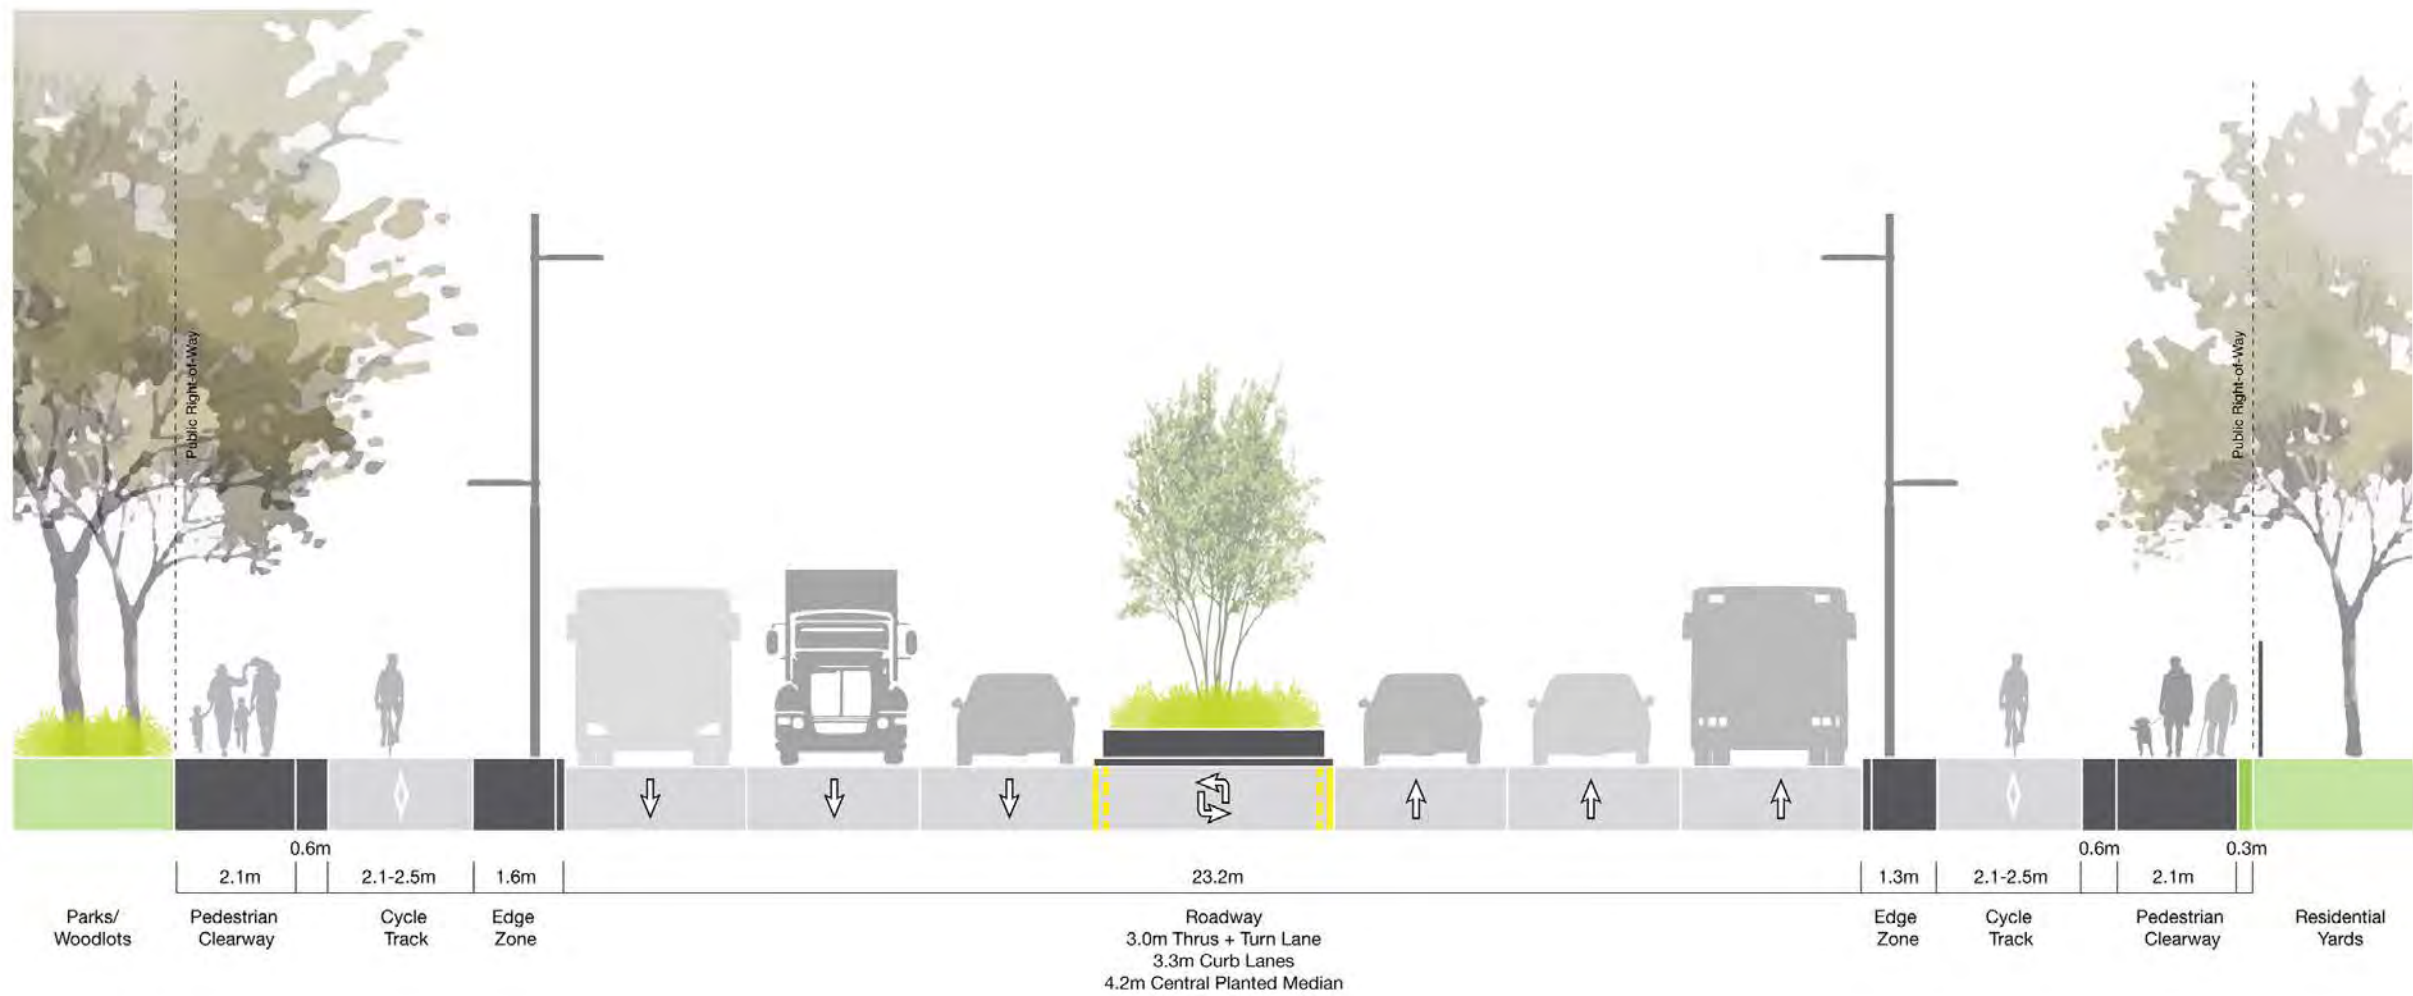 Public Right-of-Way
Public Right-of-Way
0.6m
0.6m
0.3m
2.1m
2.1-2.5m
1.6m
23.2m
1.3m
2.1-2.5m
2.1m
Parks/
Woodlots
Pedestrian
Clearway
Cycle
Track
Edge
Zone
Roadway
3.0m Thrus + Turn Lane
3.3m Curb Lanes
4.2m Central Planted Median
Edge
Zone
Cycle
Track
Pedestrian
Clearway
Residential
Yards